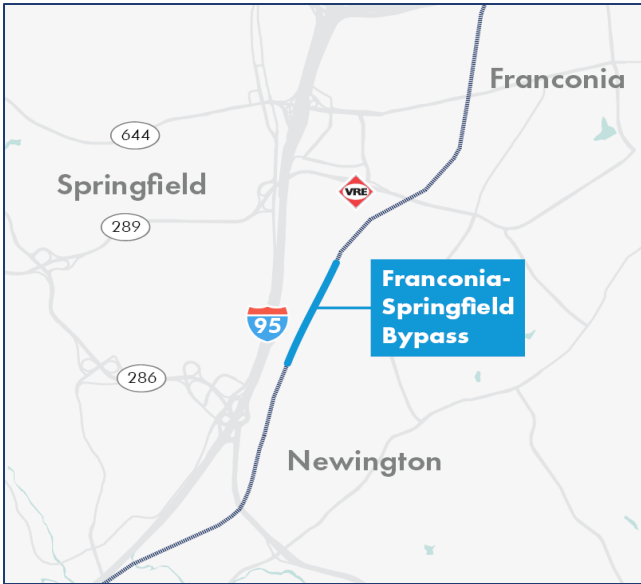 Franconia
644
VRE
Springfield
289
Franconia-
Springfield
Bypass
95
286
Newington